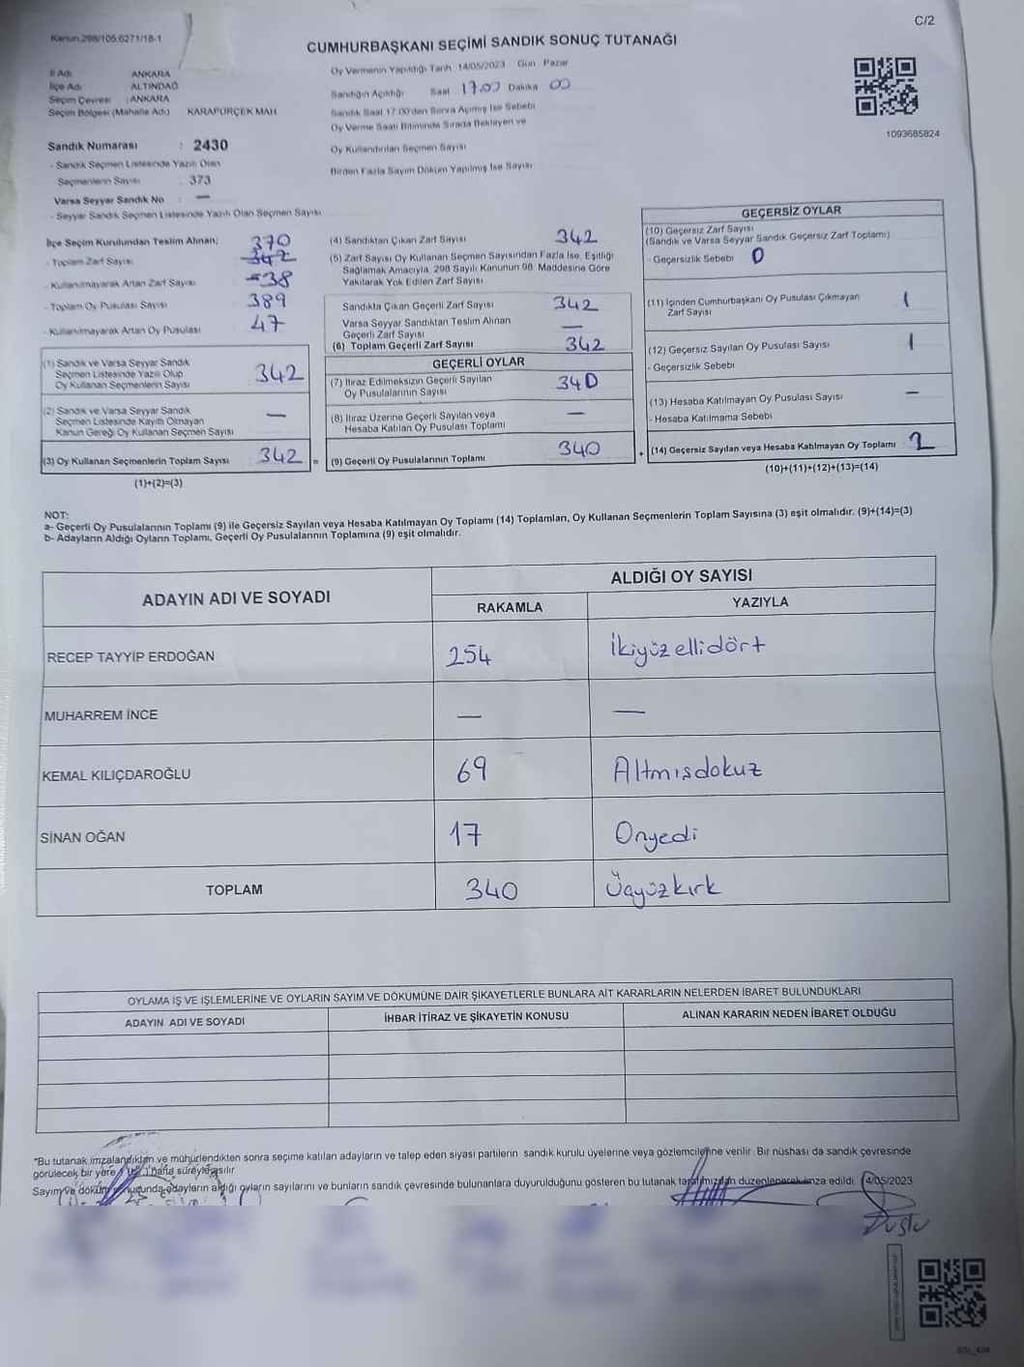 C/2
Kanun 298/105.6271/18-1
CUMHURBAŞKANI SEÇİMİ SANDIK SONUÇ TUTANAĞI
İl Adı ANKARA
İlçe Adı ALTINDAĞ
Seçim Çevresi : ANKARA
Seçim Bölgesi (Mahalle Adı) KARAPÜRÇEK MAH
Sandık Numarası : 2430
- Sandık Seçmen Listesinde Yazılı Olan
Seçmenlerin Sayısı : 373
Varsa Seyyar Sandık No —
- Seyyar Sandık Seçmen Listesinde Yazılı Olan Seçmen Sayısı
Oy Vermenin Yapıldığı Tarih 14/05/2023 Gün Pazar
Sandığın Açıldığı Saat 17.00 Dakika 00
Sandık Saat 17.00'den Sonra Açılmış İse Sebebi
Oy Verme Saati Bitiminde Sırada Bekleyen ve
Oy Kullandırılan Seçmen Sayısı
Birden Fazla Sayım Döküm Yapılmış İse Sayısı
1093685824
İlçe Seçim Kurulundan Teslim Alınan; 370
- Toplam Zarf Sayısı 342
- Kullanılmayarak Artan Zarf Sayısı 38
- Toplam Oy Pusulası Sayısı 389
- Kullanılmayarak Artan Oy Pusulası 47
(1) Sandık ve Varsa Seyyar Sandık
Seçmen Listesinde Yazılı Olup
Oy Kullanan Seçmenlerin Sayısı 342
(2) Sandık ve Varsa Seyyar Sandık
Seçmen Listesinde Kayıtlı Olmayan
Kanun Gereği Oy Kullanan Seçmen Sayısı —
(3) Oy Kullanan Seçmenlerin Toplam Sayısı 342 =
(1)+(2)=(3)
(4) Sandıktan Çıkan Zarf Sayısı 342
(5) Zarf Sayısı Oy Kullanan Seçmen Sayısından Fazla İse, Eşitliği
Sağlamak Amacıyla, 298 Sayılı Kanunun 98. Maddesine Göre
Yakılarak Yok Edilen Zarf Sayısı
Sandıkta Çıkan Geçerli Zarf Sayısı 342
Varsa Seyyar Sandıktan Teslim Alınan
Geçerli Zarf Sayısı —
(6) Toplam Geçerli Zarf Sayısı 342
GEÇERLİ OYLAR
(7) İtiraz Edilmeksizin Geçerli Sayılan
Oy Pusulalarının Sayısı 340
(8) İtiraz Üzerine Geçerli Sayılan veya
Hesaba Katılan Oy Pusulası Toplamı —
(9) Geçerli Oy Pusulalarının Toplamı 340 +
GEÇERSİZ OYLAR
(10) Geçersiz Zarf Sayısı
(Sandık ve Varsa Seyyar Sandık Geçersiz Zarf Toplamı)
- Geçersizlik Sebebi 0
(11) İçinden Cumhurbaşkanı Oy Pusulası Çıkmayan
Zarf Sayısı 1
(12) Geçersiz Sayılan Oy Pusulası Sayısı 1
- Geçersizlik Sebebi
(13) Hesaba Katılmayan Oy Pusulası Sayısı —
- Hesaba Katılmama Sebebi
(14) Geçersiz Sayılan veya Hesaba Katılmayan Oy Toplamı 2
(10)+(11)+(12)+(13)=(14)
NOT:
a- Geçerli Oy Pusulalarının Toplamı (9) ile Geçersiz Sayılan veya Hesaba Katılmayan Oy Toplamı (14) Toplamları, Oy Kullanan Seçmenlerin Toplam Sayısına (3) eşit olmalıdır. (9)+(14)=(3)
b- Adayların Aldığı Oyların Toplamı, Geçerli Oy Pusulalarının Toplamına (9) eşit olmalıdır.
ADAYIN ADI VE SOYADI ALDIĞI OY SAYISI
RAKAMLA YAZIYLA
RECEP TAYYİP ERDOĞAN 254 İkiyüzellidört
MUHARREM İNCE — —
KEMAL KILIÇDAROĞLU 69 Altmışdokuz
SİNAN OĞAN 17 Onyedi
TOPLAM 340 Üçyüzkırk
OYLAMA İŞ VE İŞLEMLERİNE VE OYLARIN SAYIM VE DÖKÜMÜNE DAİR ŞİKAYETLERLE BUNLARA AİT KARARLARIN NELERDEN İBARET BULUNDUKLARI
ADAYIN ADI VE SOYADI İHBAR İTİRAZ VE ŞİKAYETİN KONUSU ALINAN KARARIN NEDEN İBARET OLDUĞU
*Bu tutanak imzalandıktan ve mühürlendikten sonra seçime katılan adayların ve talep eden siyasi partilerin sandık kurulu üyelerine veya gözlemcilerine verilir. Bir nüshası da sandık çevresinde
görülecek bir yere 1 hafta süreyle asılır
Sayım ve döküm sonucunda adayların aldığı oyların sayılarını ve bunların sandık çevresinde bulunanlara duyurulduğunu gösteren bu tutanak tarafımızdan düzenlenerek imza edildi. 14/05/2023